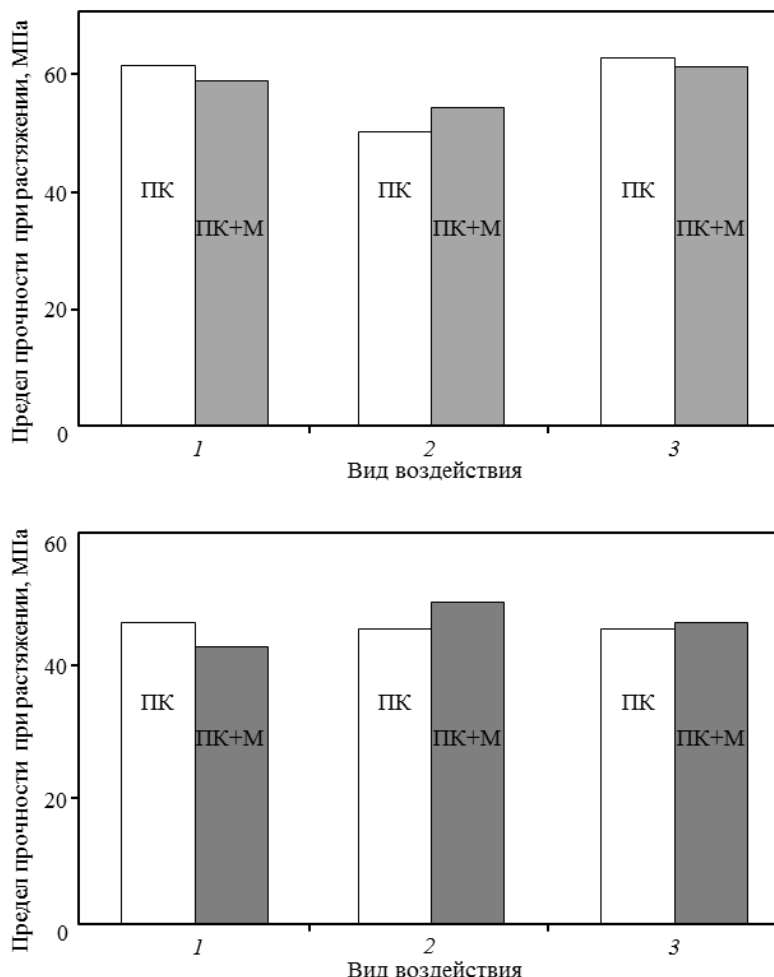 Предел прочности при растяжении, МПа
60
40
20
0
ПК
ПК+М
ПК
ПК+М
ПК
ПК+М
1
2
3
Вид воздействия
Предел прочности при растяжении, МПа
60
40
20
0
ПК
ПК+М
ПК
ПК+М
ПК
ПК+М
1
2
3
Вид воздействия